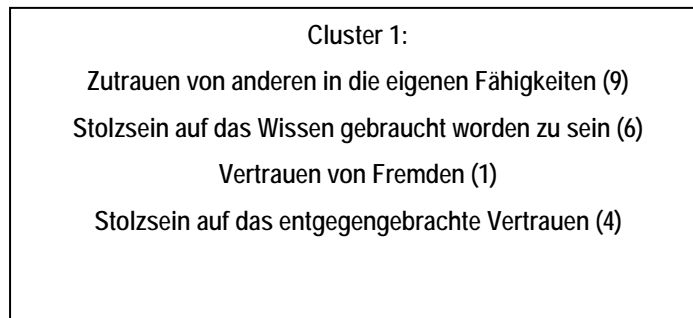 Cluster 1:
Zutrauen von anderen in die eigenen Fähigkeiten (9)
Stolzsein auf das Wissen gebraucht worden zu sein (6)
Vertrauen von Fremden (1)
Stolzsein auf das entgegengebrachte Vertrauen (4)